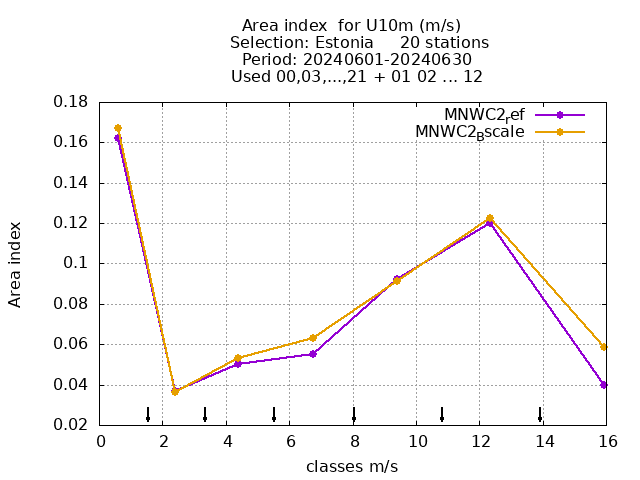 Area index  for U10m (m/s)
Selection: Estonia     20 stations
Period: 20240601-20240630
Used 00,03,...,21 + 01 02 ... 12
MNWC2ref
MNWC2Bscale
0.18
0.16
0.14
0.12
0.1
0.08
0.06
0.04
0.02
Area index
0 2 4 6 8 10 12 14 16
classes m/s